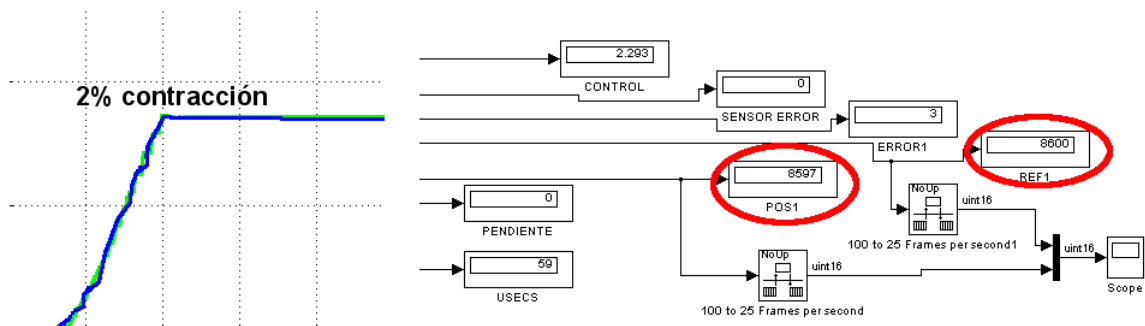 2% contracción
2.293
CONTROL
0
SENSOR ERROR
3
ERROR1
8600
REF1
8597
POS1
NoUp
uint16
100 to 25 Frames per second1
0
PENDIENTE
59
USECS
NoUp
uint16
100 to 25 Frames per second
uint16
Scope